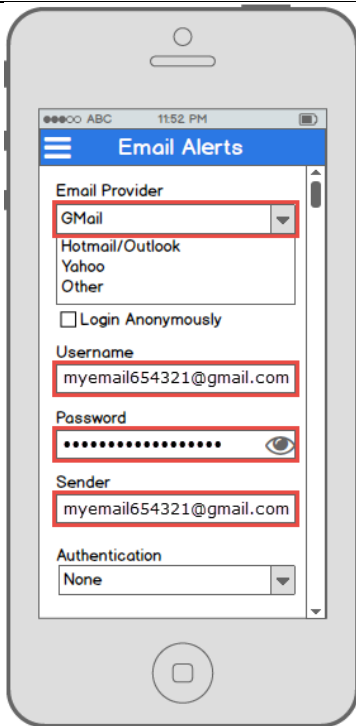 ABC 11:52 PM
Email Alerts
Email Provider
GMail
Hotmail/Outlook
Yahoo
Other
Login Anonymously
Username
myemail654321@gmail.com
Password
••••••••••••••••••
Sender
myemail654321@gmail.com
Authentication
None